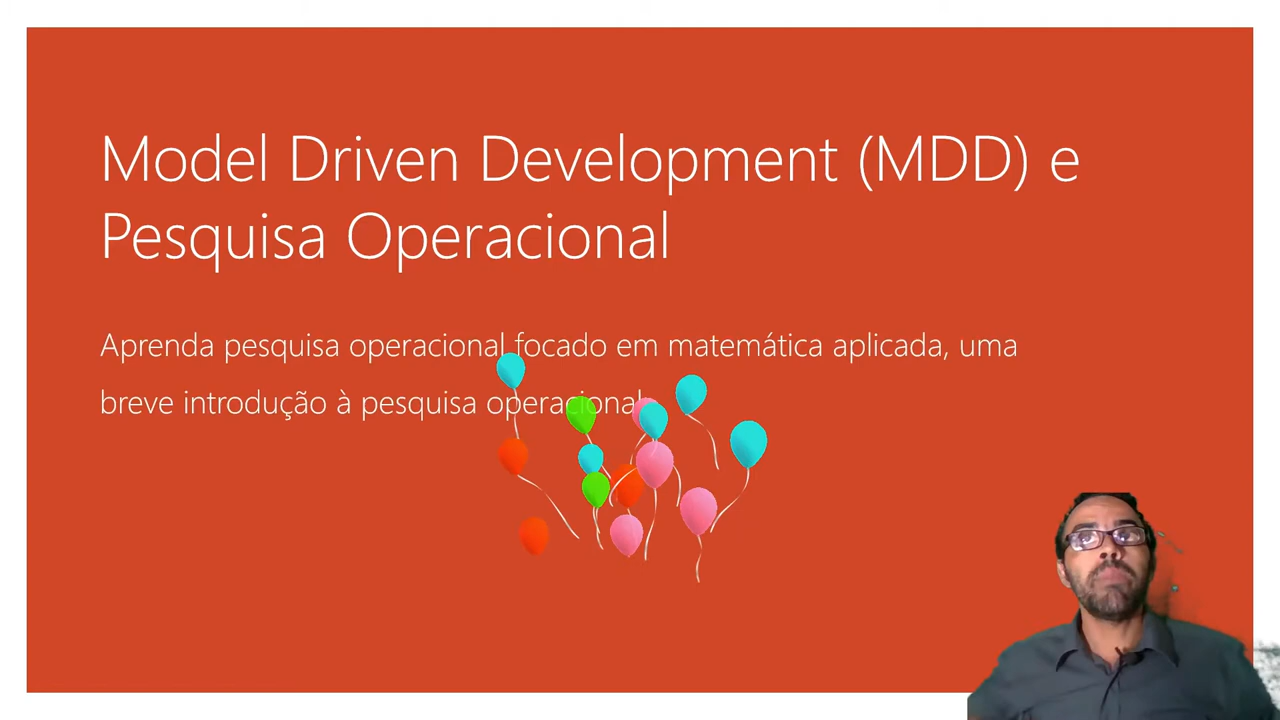 Model Driven Development (MDD) e
Pesquisa Operacional
Aprenda pesquisa operacional focado em matemática aplicada, uma
breve introdução à pesquisa operacional